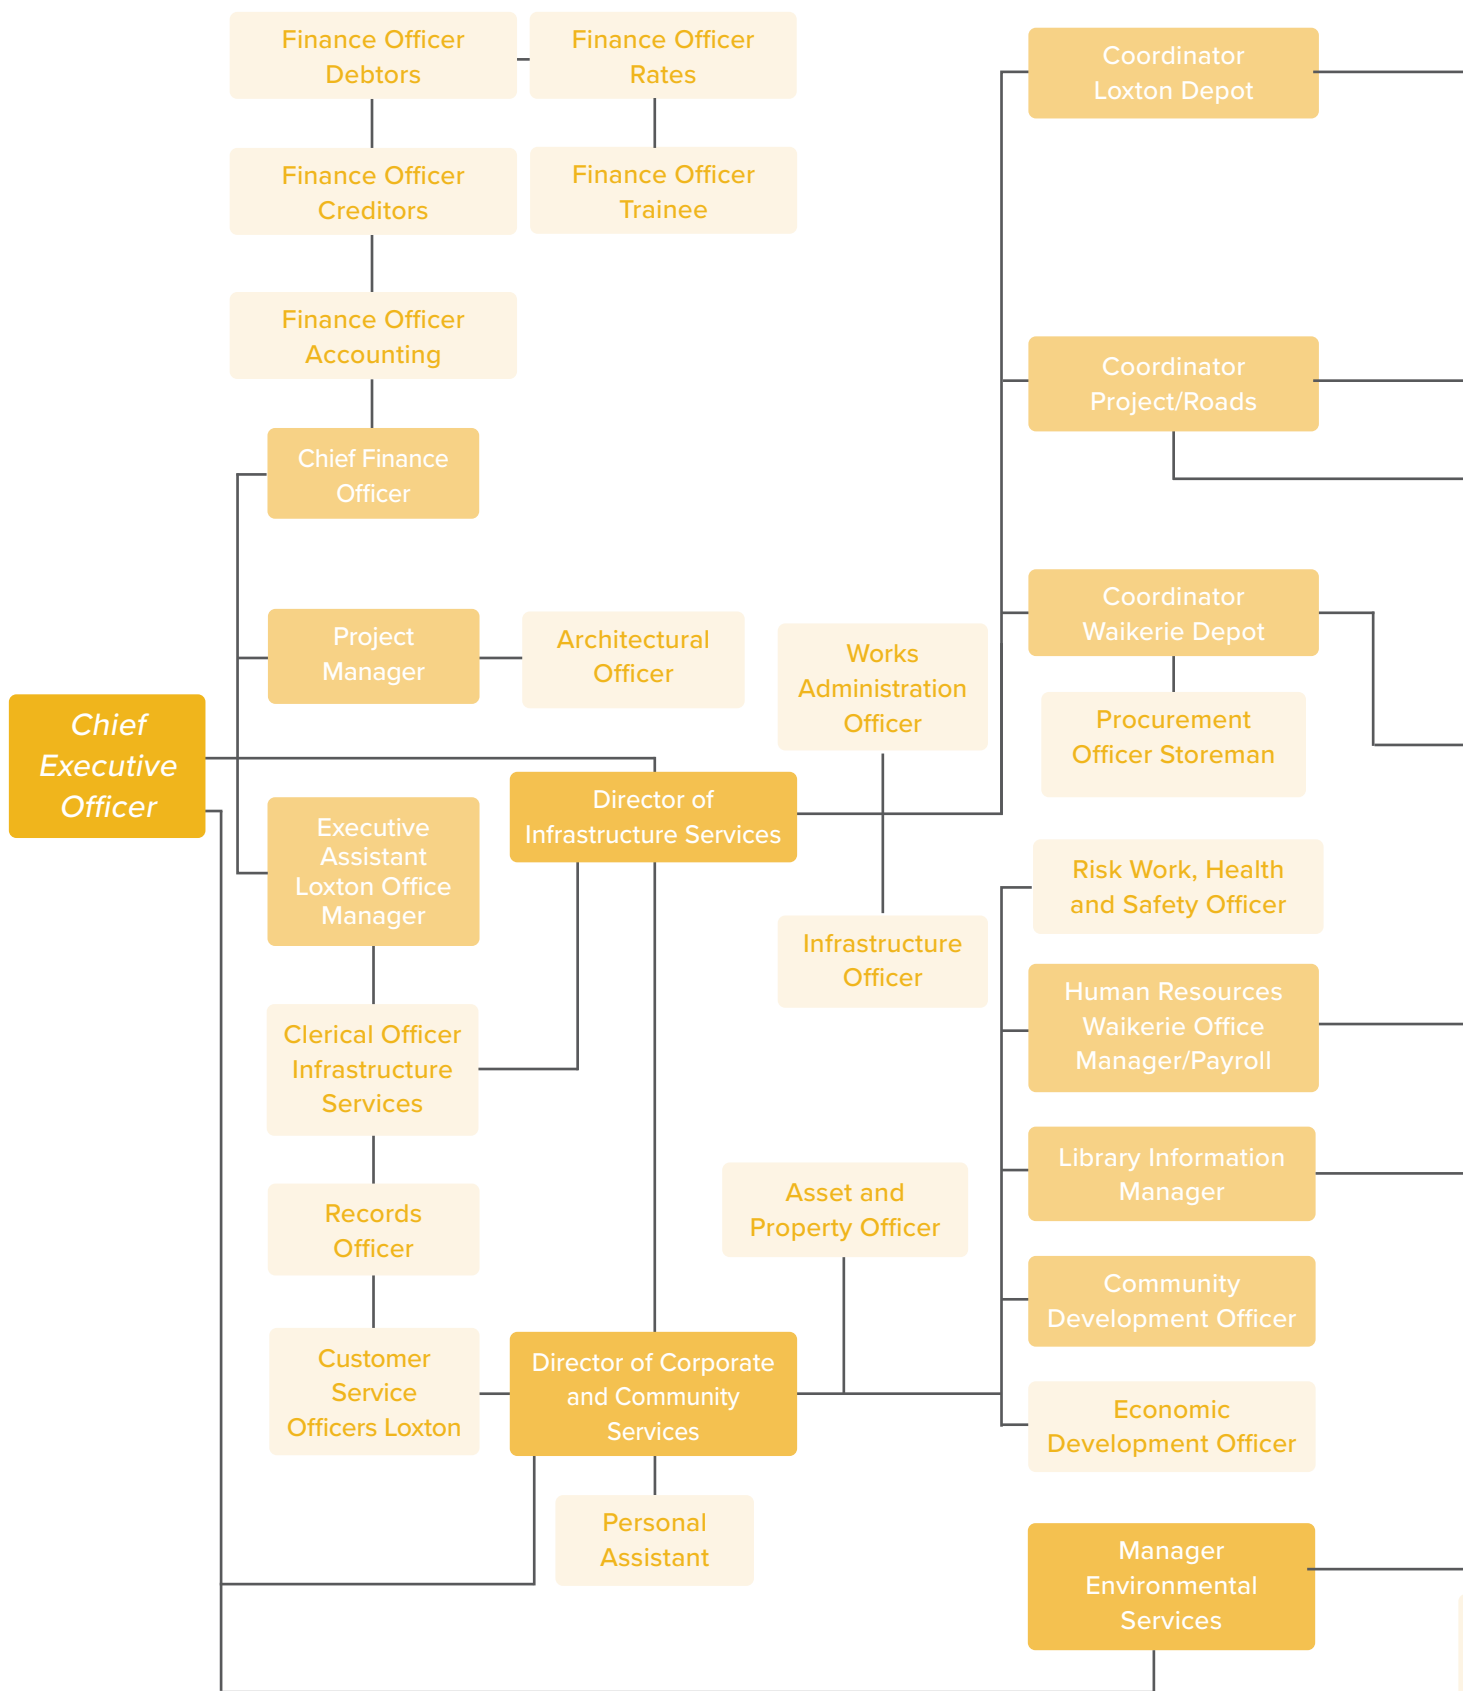 Finance Officer
Debtors
Finance Officer
Rates
Coordinator
Loxton Depot
Finance Officer
Creditors
Finance Officer
Trainee
Finance Officer
Accounting
Coordinator
Project/Roads
Chief Finance
Officer
Coordinator
Waikerie Depot
Project
Manager
Architectural
Officer
Works
Administration
Officer
Procurement
Officer Storeman
Chief
Executive
Officer
Director of
Infrastructure Services
Executive
Assistant
Loxton Office
Manager
Risk Work, Health
and Safety Officer
Infrastructure
Officer
Human Resources
Waikerie Office
Manager/Payroll
Clerical Officer
Infrastructure
Services
Library Information
Manager
Asset and
Property Officer
Records
Officer
Community
Development Officer
Customer
Service
Officers Loxton
Director of Corporate
and Community
Services
Economic
Development Officer
Personal
Assistant
Manager
Environmental
Services